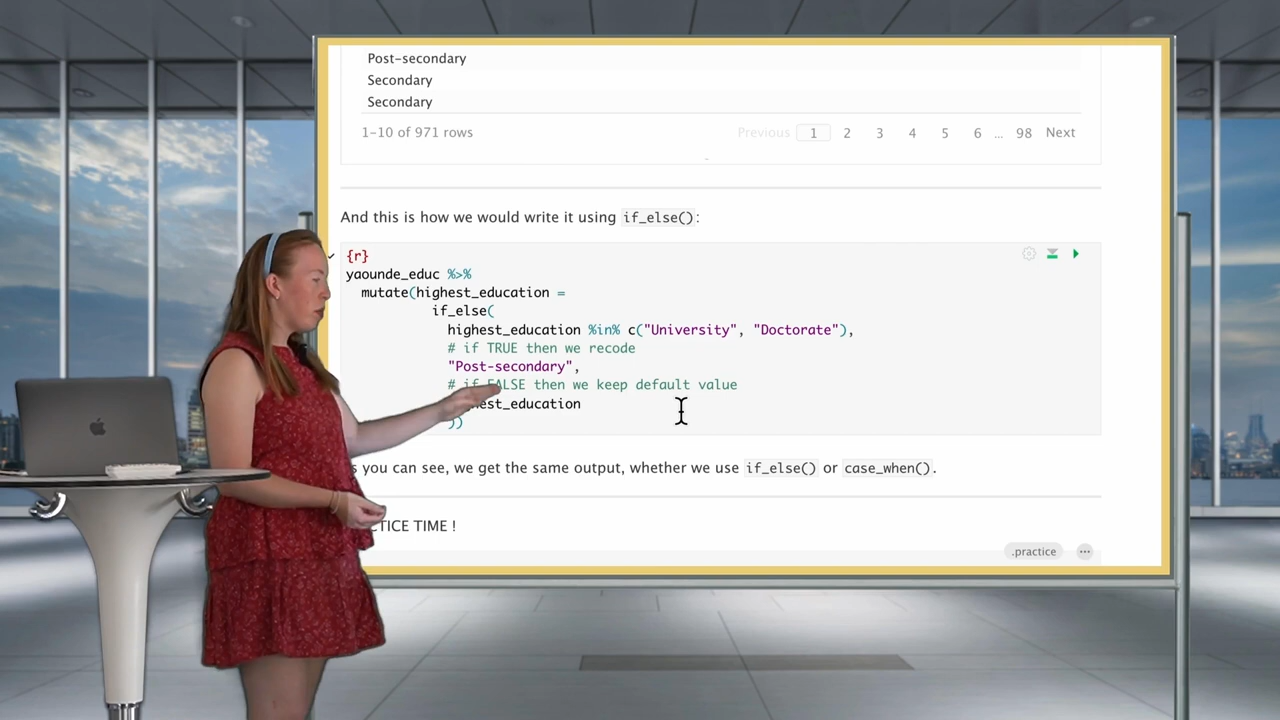 Post-secondary
Secondary
Secondary
1-10 of 971 rows
Previous 1 2 3 4 5 6 ... 98 Next
And this is how we would write it using if_else():
{r}
yaounde_educ %>%
mutate(highest_education =
if_else(
highest_education %in% c("University", "Doctorate"),
# if TRUE then we recode
"Post-secondary",
# if FALSE then we keep default value
hest_education
))
s you can see, we get the same output, whether we use if_else() or case_when().
CTICE TIME !
.practice